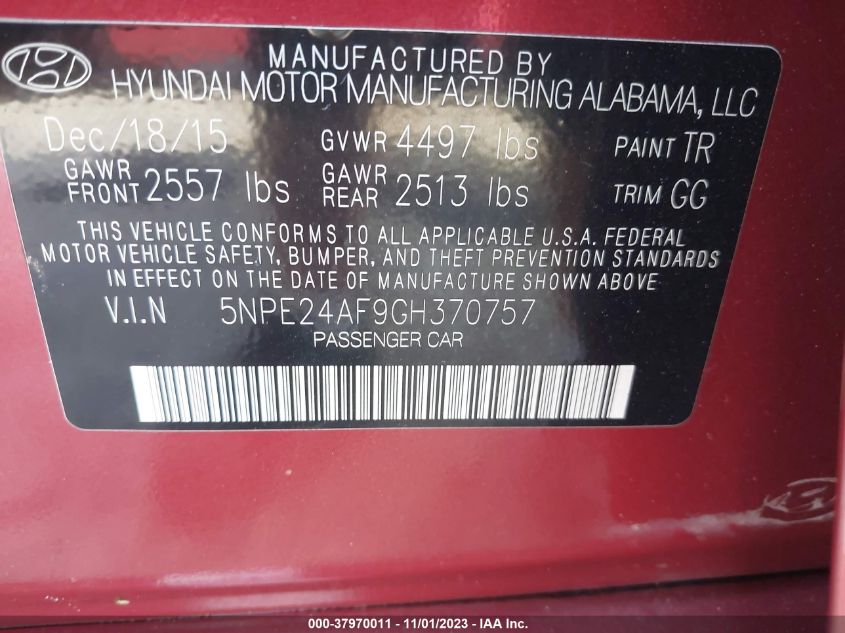 MANUFACTURED BY
HYUNDAI MOTOR MANUFACTURING ALABAMA, LLC
Dec/18/15 GVWR 4497 lbs PAINT TR
GAWR FRONT 2557 lbs GAWR REAR 2513 lbs TRIM GG
THIS VEHICLE CONFORMS TO ALL APPLICABLE U.S.A. FEDERAL
MOTOR VEHICLE SAFETY, BUMPER, AND THEFT PREVENTION STANDARDS
IN EFFECT ON THE DATE OF MANUFACTURE SHOWN ABOVE
V.I.N 5NPE24AF9GH370757
PASSENGER CAR
000-37970011 - 11/01/2023 - IAA Inc.